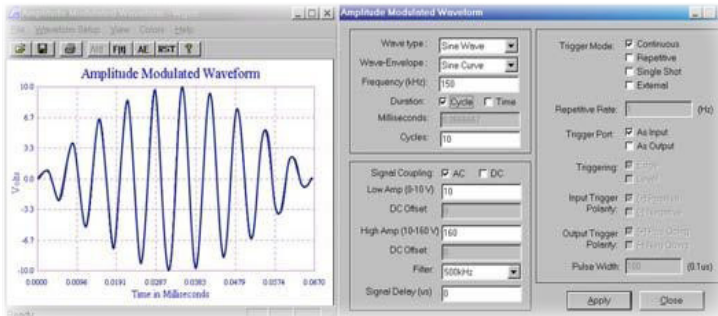 Amplitude Modulated Waveform
File Waveform Setup View Colors Help
F(t) AE RST ?
Amplitude Modulated Waveform
10.0
6.7
3.3
0.0
-3.3
-6.7
-10.0
Volts
0.0000 0.0096 0.0191 0.0287 0.0383 0.0479 0.0574 0.0670
Time in Milliseconds
Ready
Amplitude Modulated Waveform
Wave type: Sine Wave
Wave-Envelope: Sine Curve
Frequency (kHz): 150
Duration: Cycle Time
Milliseconds:
Cycles: 10
Signal Coupling: AC DC
Low Amp (0-10 V) 10
DC Offset:
High Amp (10-160 V) 160
DC Offset:
Filter: 500kHz
Signal Delay (us) 0
Trigger Mode: Continuous
Repetitive
Single Shot
External
Repetitive Rate: (Hz)
Trigger Port: As Input
As Output
Triggering: Edge
Level
Input Trigger
Polarity:
Output Trigger
Polarity:
Pulse Width: 100 (0.1us)
Apply Close